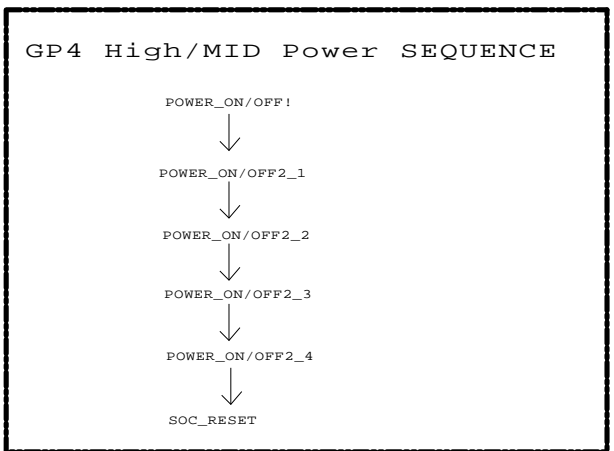 GP4 High/MID Power SEQUENCE
POWER_ON/OFF!
POWER_ON/OFF2_1
POWER_ON/OFF2_2
POWER_ON/OFF2_3
POWER_ON/OFF2_4
SOC_RESET